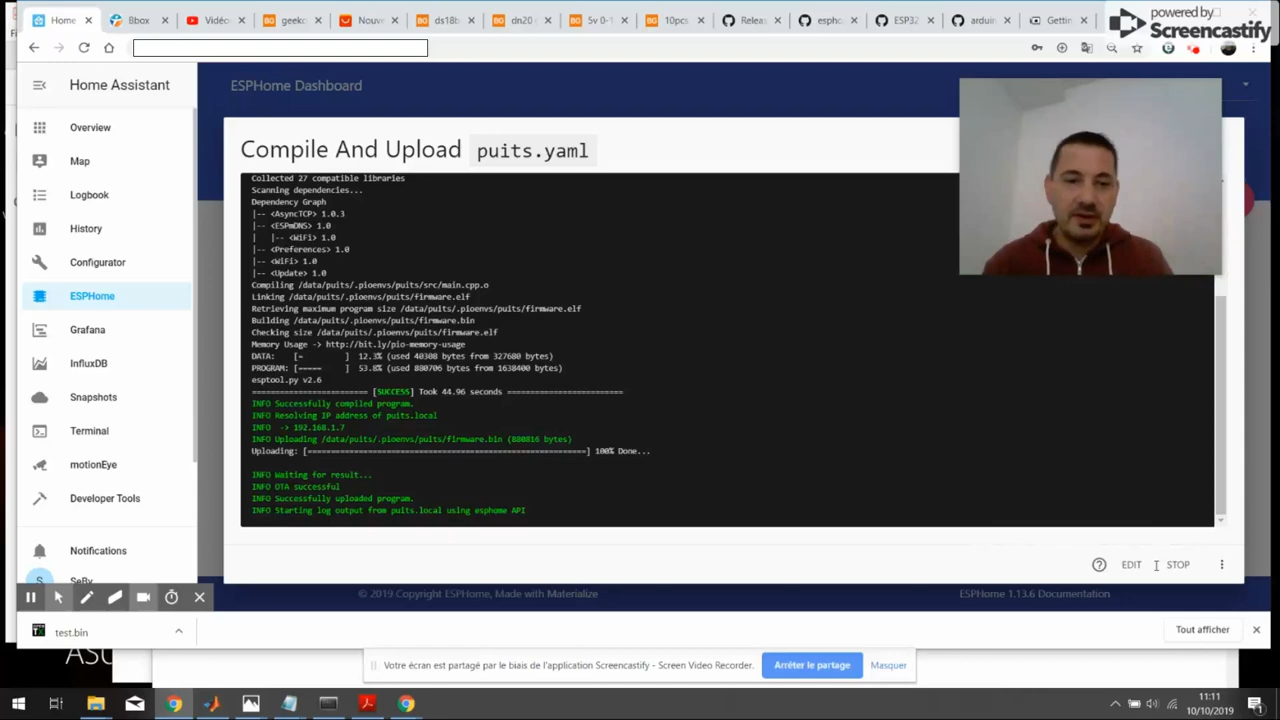 Home
Bbox
Vidéo
geeko
Nouve
ds18b
dn20
5v 0-1
10pcs
Releas
espho
ESP32
arduin
Gettin
powered by
Screencastify
Home Assistant
ESPHome Dashboard
Overview
Map
Logbook
History
Configurator
ESPHome
Grafana
InfluxDB
Snapshots
Terminal
motionEye
Developer Tools
Notifications
S
SeBy
Compile And Upload puits.yaml
Collected 27 compatible libraries
Scanning dependencies...
Dependency Graph
|-- <AsyncTCP> 1.0.3
|-- <ESPmDNS> 1.0
| |-- <WiFi> 1.0
|-- <Preferences> 1.0
|-- <WiFi> 1.0
|-- <Update> 1.0
Compiling /data/puits/.pioenvs/puits/src/main.cpp.o
Linking /data/puits/.pioenvs/puits/firmware.elf
Retrieving maximum program size /data/puits/.pioenvs/puits/firmware.elf
Building /data/puits/.pioenvs/puits/firmware.bin
Checking size /data/puits/.pioenvs/puits/firmware.elf
Memory Usage -> http://bit.ly/pio-memory-usage
DATA: [= ] 12.3% (used 40308 bytes from 327680 bytes)
PROGRAM: [===== ] 53.8% (used 880706 bytes from 1638400 bytes)
esptool.py v2.6
========================= [SUCCESS] Took 44.96 seconds =========================
INFO Successfully compiled program.
INFO Resolving IP address of puits.local
INFO -> 192.168.1.7
INFO Uploading /data/puits/.pioenvs/puits/firmware.bin (880816 bytes)
Uploading: [============================================================] 100% Done...
INFO Waiting for result...
INFO OTA successful
INFO Successfully uploaded program.
INFO Starting log output from puits.local using esphome API
EDIT STOP
© 2019 Copyright ESPHome, Made with Materialize
ESPHome 1.13.6 Documentation
test.bin
Tout afficher
Votre écran est partagé par le biais de l'application Screencastify - Screen Video Recorder.
Arrêter le partage
Masquer
11:11
10/10/2019